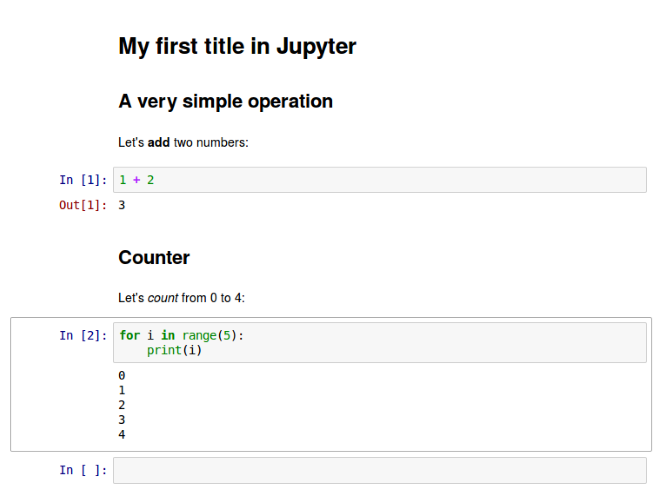 My first title in Jupyter
A very simple operation
Let's add two numbers:
In [1]: 1 + 2
Out[1]: 3
Counter
Let's count from 0 to 4:
In [2]: for i in range(5):
    print(i)
0
1
2
3
4
In [ ]: